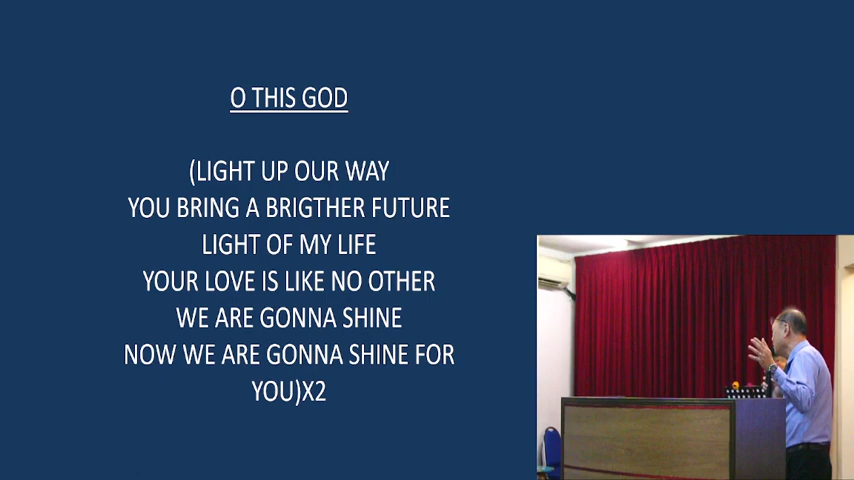 O THIS GOD
(LIGHT UP OUR WAY
YOU BRING A BRIGTHER FUTURE
LIGHT OF MY LIFE
YOUR LOVE IS LIKE NO OTHER
WE ARE GONNA SHINE
NOW WE ARE GONNA SHINE FOR
YOU)X2